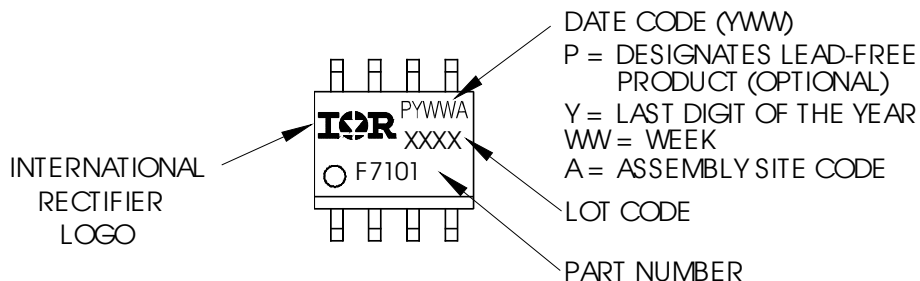 DATE CODE (YWW)
P = DESIGNATES LEAD-FREE
PRODUCT (OPTIONAL)
Y = LAST DIGIT OF THE YEAR
WW = WEEK
A = ASSEMBLY SITE CODE
LOT CODE
PART NUMBER
INTERNATIONAL
RECTIFIER
LOGO
IOR
PYWWA
XXXX
F7101